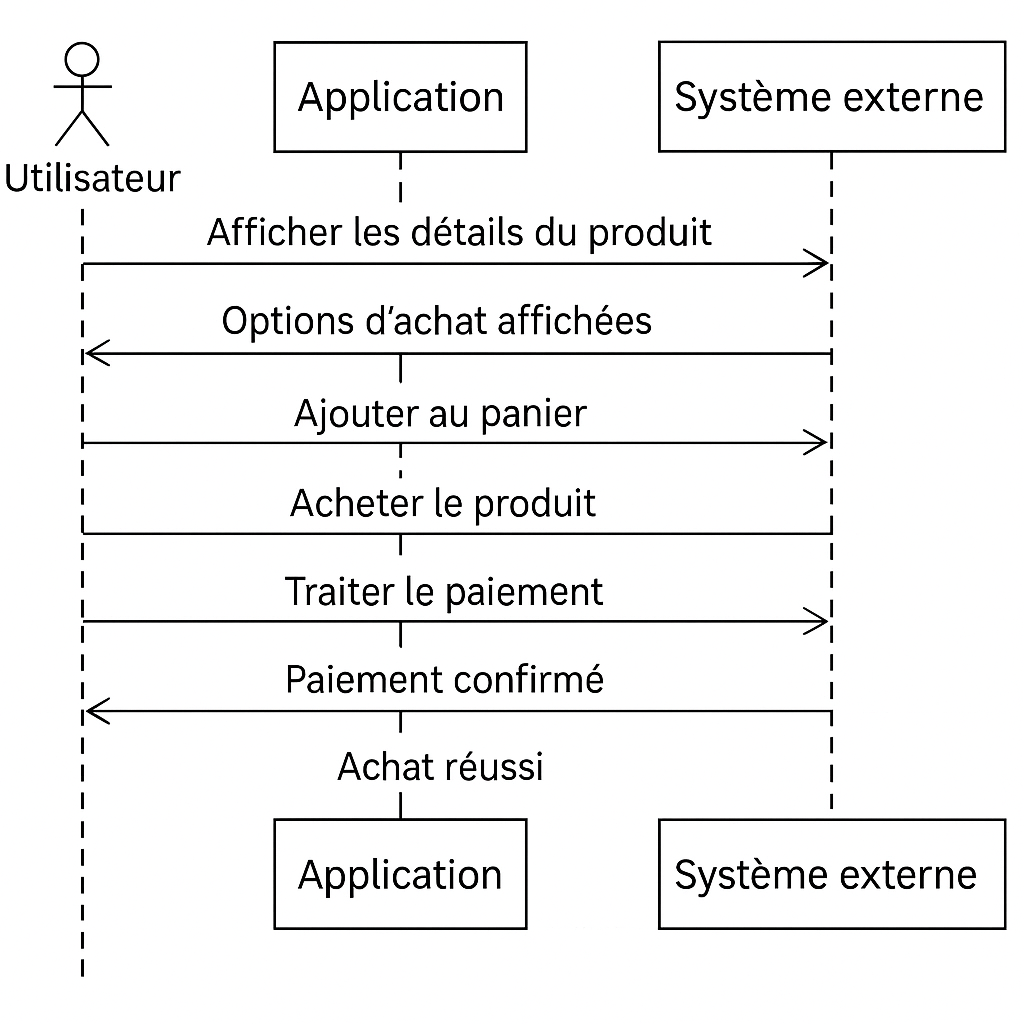 Utilisateur
Application
Système externe
Afficher les détails du produit
Options d'achat affichées
Ajouter au panier
Acheter le produit
Traiter le paiement
Paiement confirmé
Achat réussi
Application
Système externe